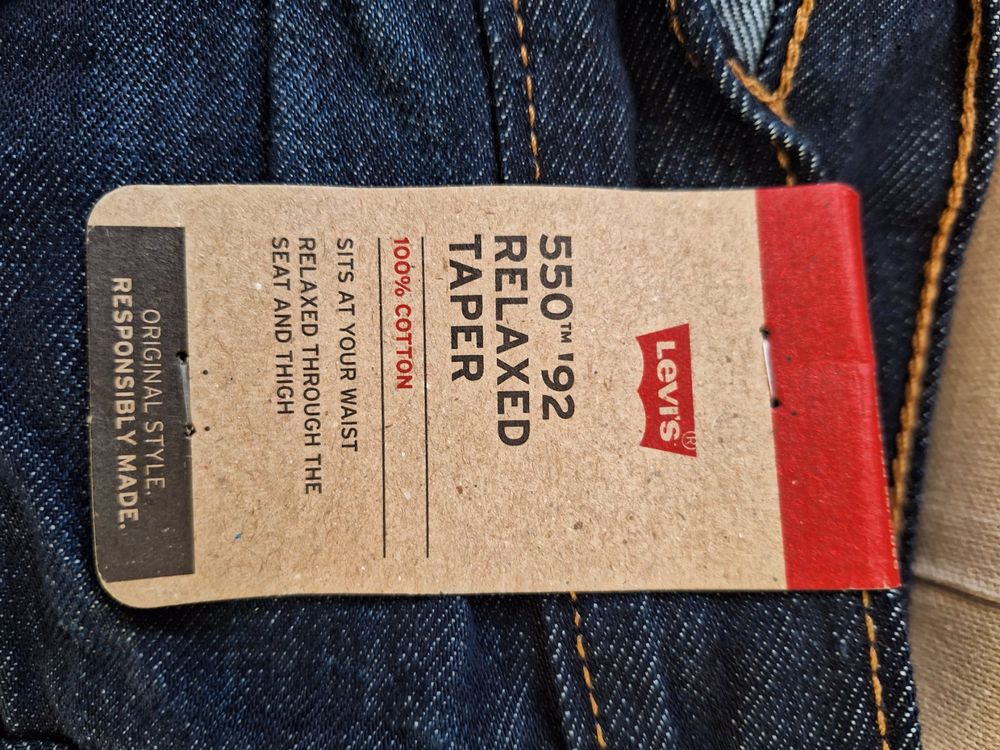 Levi's®
550™ '92
RELAXED
TAPER
100% COTTON
SITS AT YOUR WAIST
RELAXED THROUGH THE
SEAT AND THIGH
ORIGINAL STYLE.
RESPONSIBLY MADE.